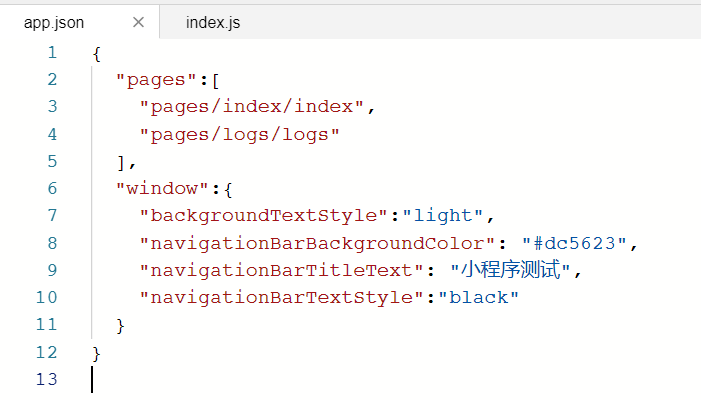 app.json × index.js
1 {
2 "pages":[
3 "pages/index/index",
4 "pages/logs/logs"
5 ],
6 "window":{
7 "backgroundTextStyle":"light",
8 "navigationBarBackgroundColor": "#dc5623",
9 "navigationBarTitleText": "小程序测试",
10 "navigationBarTextStyle":"black"
11 }
12 }
13